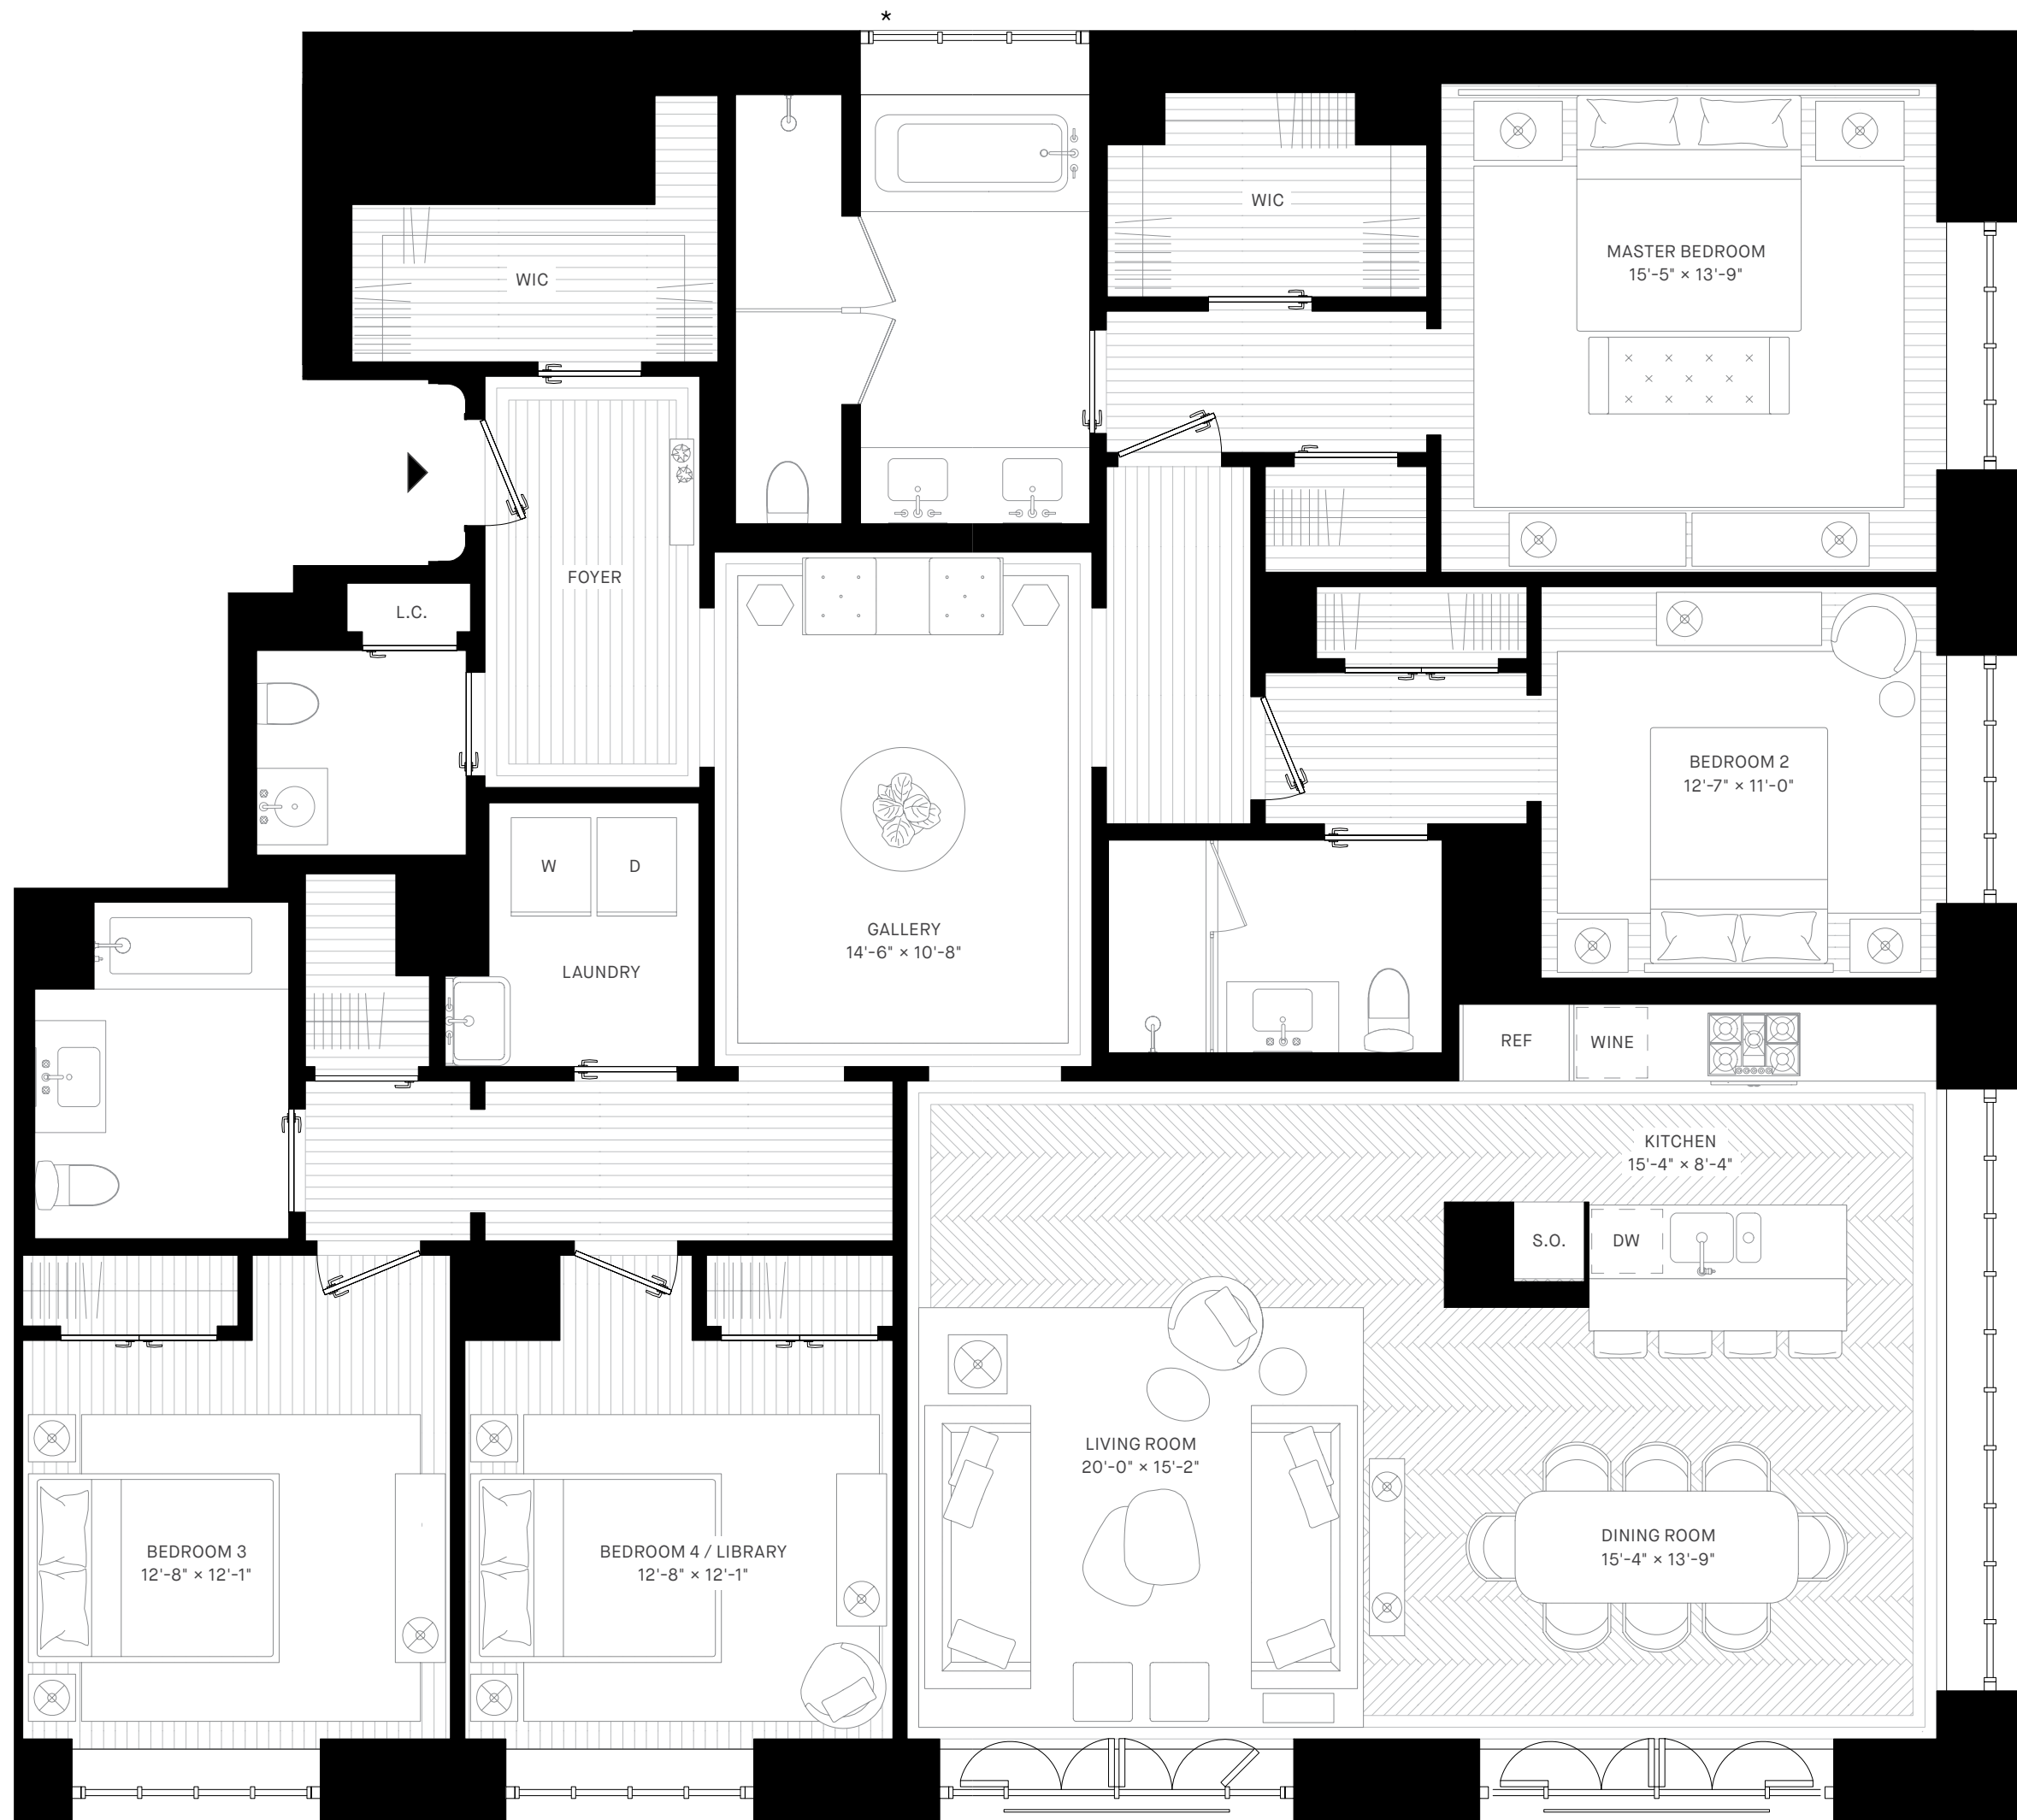 *
WIC
WIC
MASTER BEDROOM
15'-5" × 13'-9"
FOYER
L.C.
BEDROOM 2
12'-7" × 11'-0"
W
D
GALLERY
14'-6" × 10'-8"
LAUNDRY
REF
WINE
KITCHEN
15'-4" × 8'-4"
S.O.
DW
LIVING ROOM
20'-0" × 15'-2"
DINING ROOM
15'-4" × 13'-9"
BEDROOM 3
12'-8" × 12'-1"
BEDROOM 4 / LIBRARY
12'-8" × 12'-1"